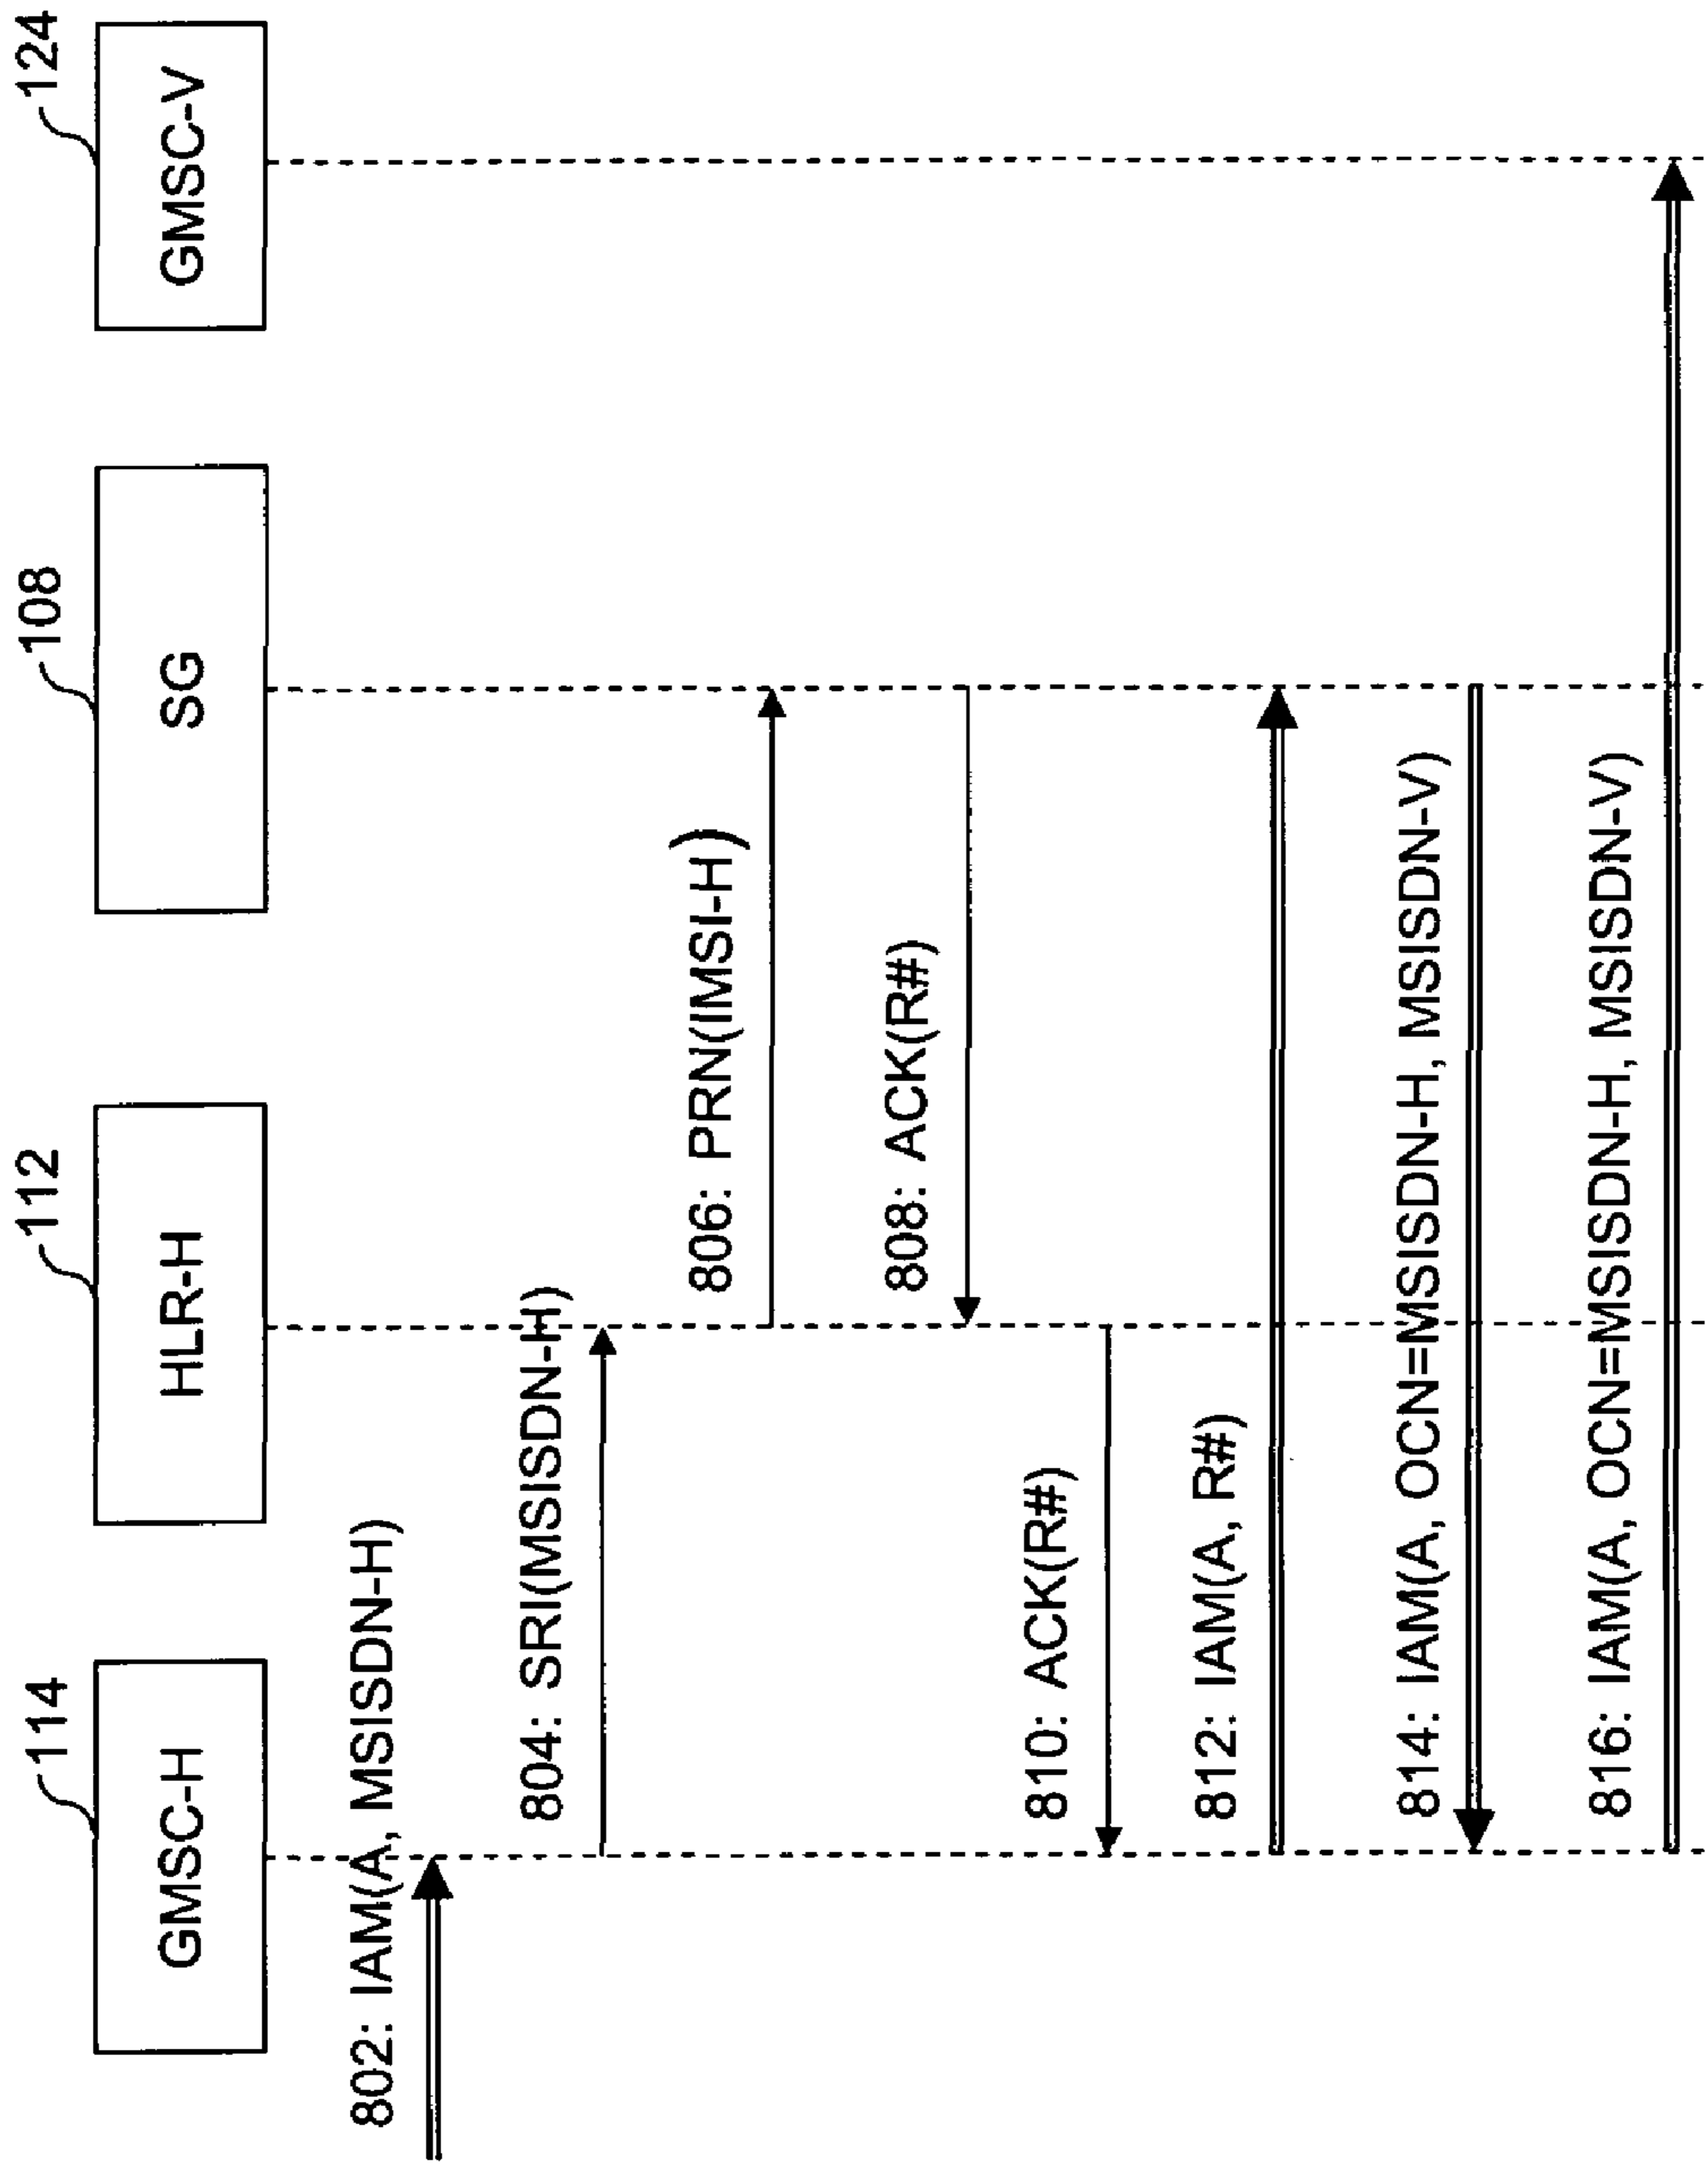 114
112
108
124
GMSC-H
HLR-H
SG
GMSC-V
802: IAM(A, MSISDN-H)
804: SRI(MSISDN-H)
806: PRN(IMSI-H)
808: ACK(R#)
810: ACK(R#)
812: IAM(A, R#)
814: IAM(A, OCN=MSISDN-H, MSISDN-V)
816: IAM(A, OCN=MSISDN-H, MSISDN-V)